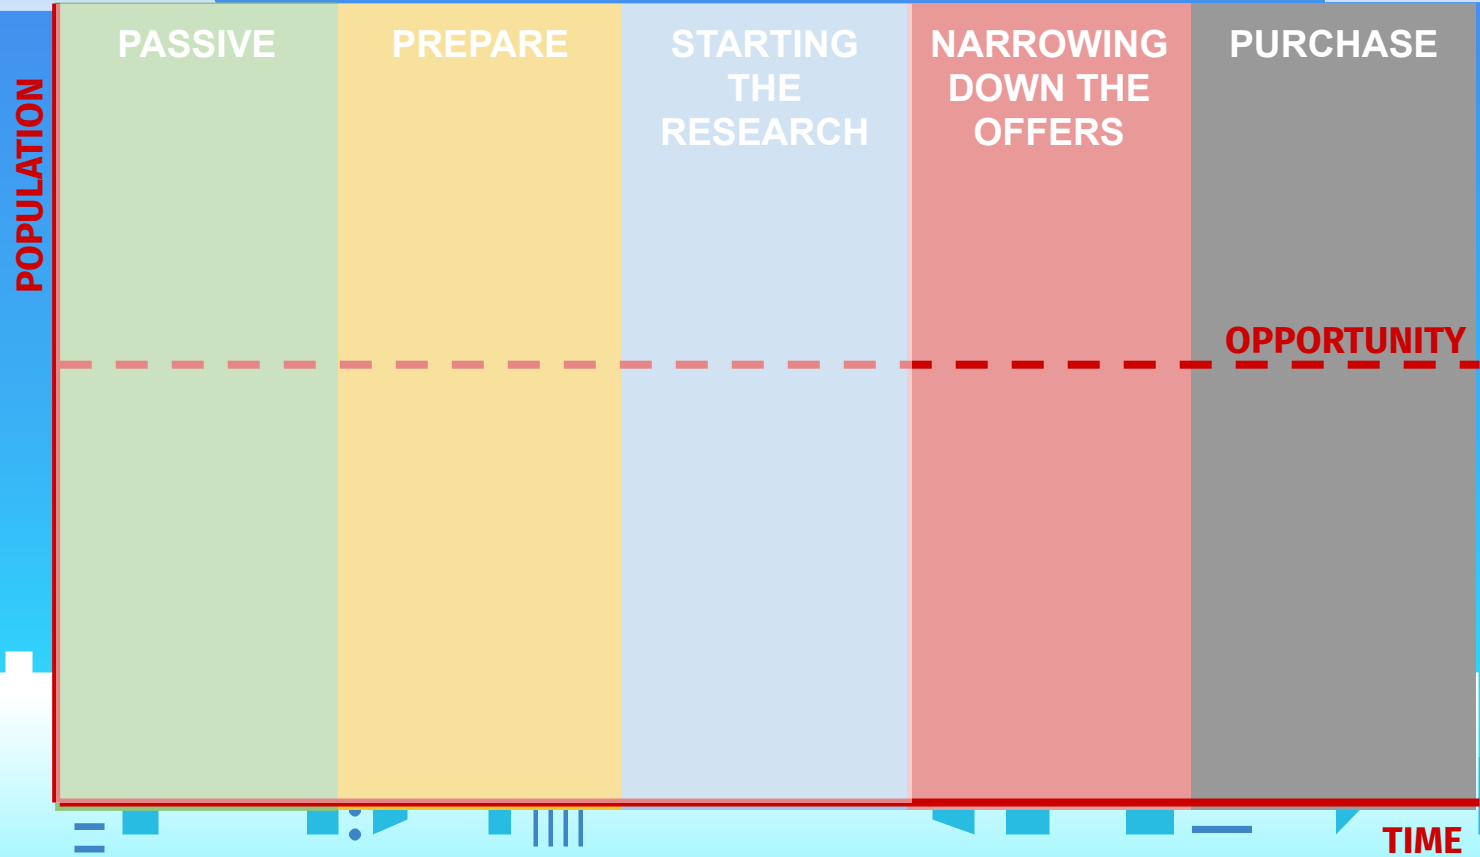 PASSIVE
PREPARE
STARTING
THE
RESEARCH
NARROWING
DOWN THE
OFFERS
PURCHASE
POPULATION
OPPORTUNITY
TIME